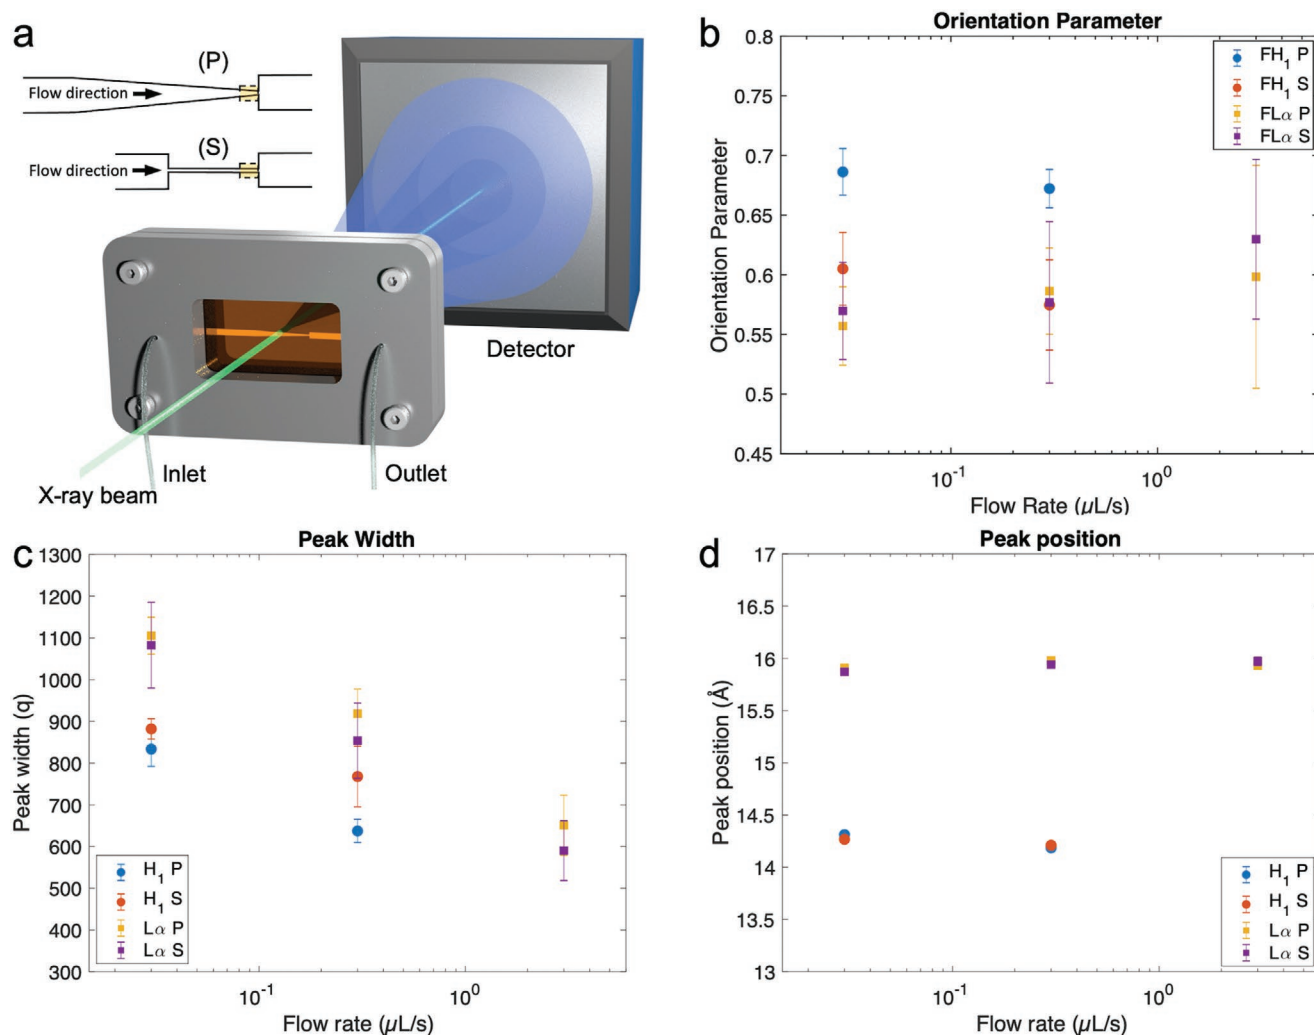 a
(P)
Flow direction
(S)
Flow direction
Detector
Inlet
Outlet
X-ray beam
b
Orientation Parameter
0.8
0.75
0.7
0.65
0.6
0.55
0.5
0.45
Orientation Parameter
FH1 P
FH1 S
FLα P
FLα S
10^-1
10^0
Flow Rate (μL/s)
c
Peak Width
1300
1200
1100
1000
900
800
700
600
500
400
300
Peak width (q)
H1 P
H1 S
Lα P
Lα S
10^-1
10^0
Flow rate (μL/s)
d
Peak position
17
16.5
16
15.5
15
14.5
14
13.5
13
Peak position (Å)
H1 P
H1 S
Lα P
Lα S
10^-1
10^0
Flow rate (μL/s)